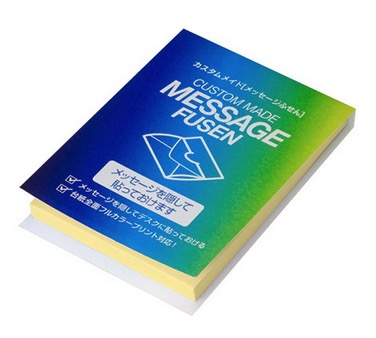 カスタムメイド[メッセージふせん]
CUSTOM MADE
MESSAGE
FUSEN
メッセージを隠して
貼っておけます
メッセージを隠してデスクに貼っておける
台紙全面フルカラープリント対応!